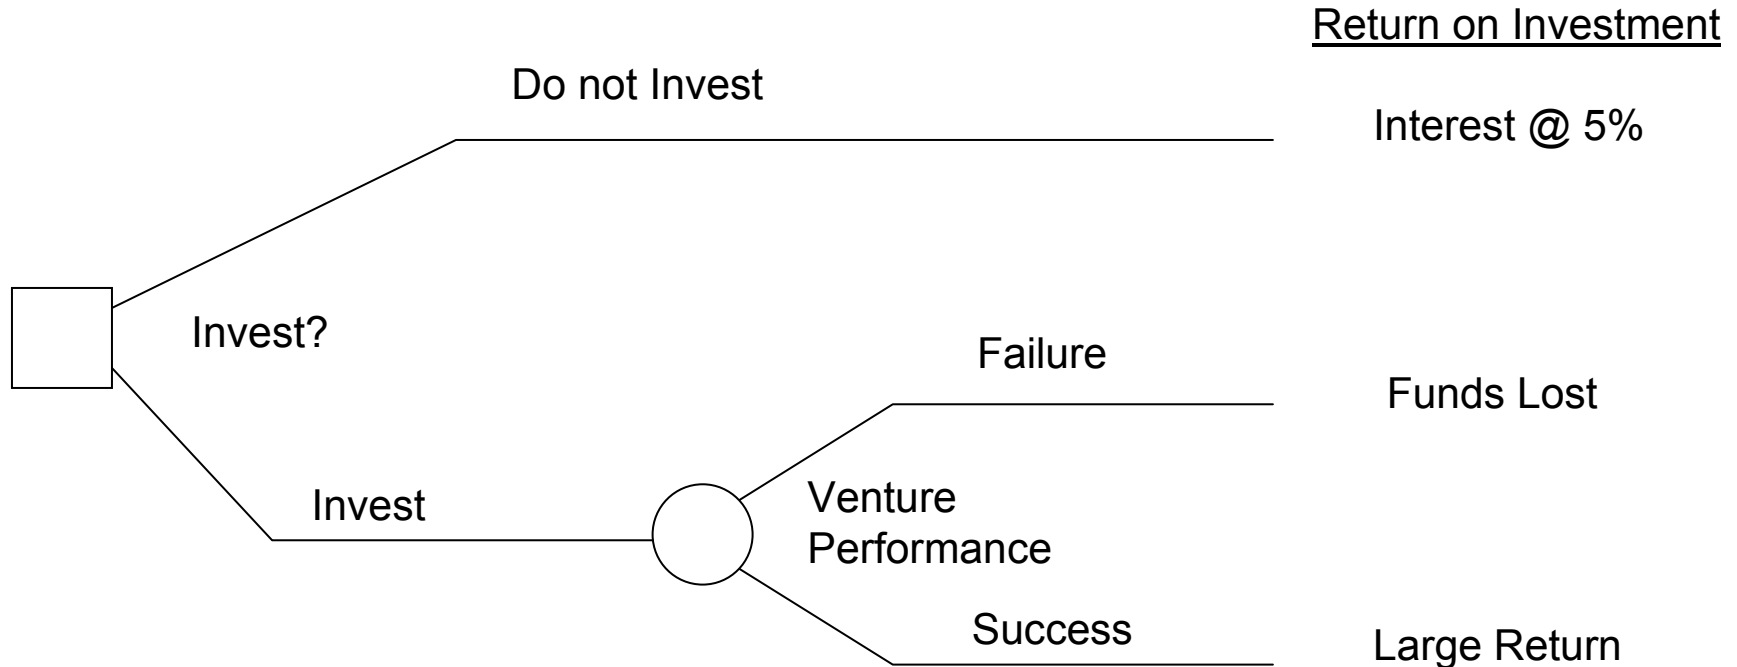 Return on Investment
Do not Invest
Interest @ 5%
Invest?
Failure
Funds Lost
Invest
Venture
Performance
Success
Large Return